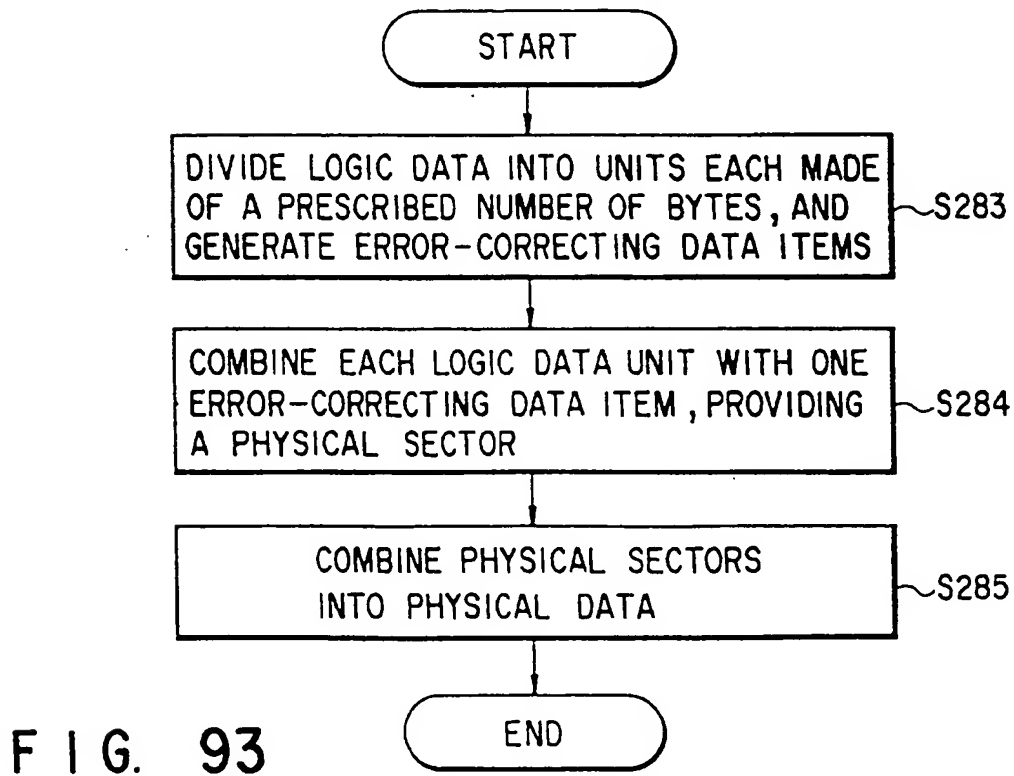 START
DIVIDE LOGIC DATA INTO UNITS EACH MADE
OF A PRESCRIBED NUMBER OF BYTES, AND
GENERATE ERROR-CORRECTING DATA ITEMS
S283
COMBINE EACH LOGIC DATA UNIT WITH ONE
ERROR-CORRECTING DATA ITEM, PROVIDING
A PHYSICAL SECTOR
S284
COMBINE PHYSICAL SECTORS
INTO PHYSICAL DATA
S285
END
FIG. 93